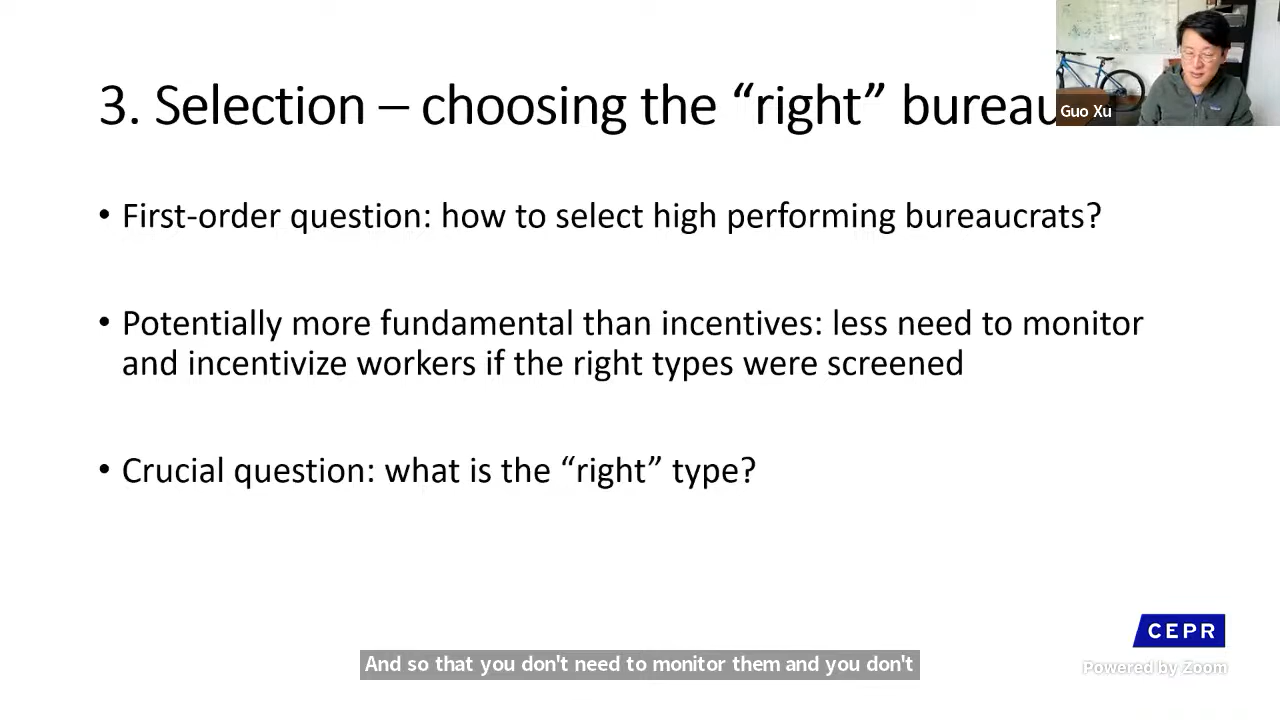 3. Selection – choosing the “right” bureau
Guo Xu
• First-order question: how to select high performing bureaucrats?
• Potentially more fundamental than incentives: less need to monitor
and incentivize workers if the right types were screened
• Crucial question: what is the “right” type?
CEPR
And so that you don't need to monitor them and you don't
Powered by Zoom